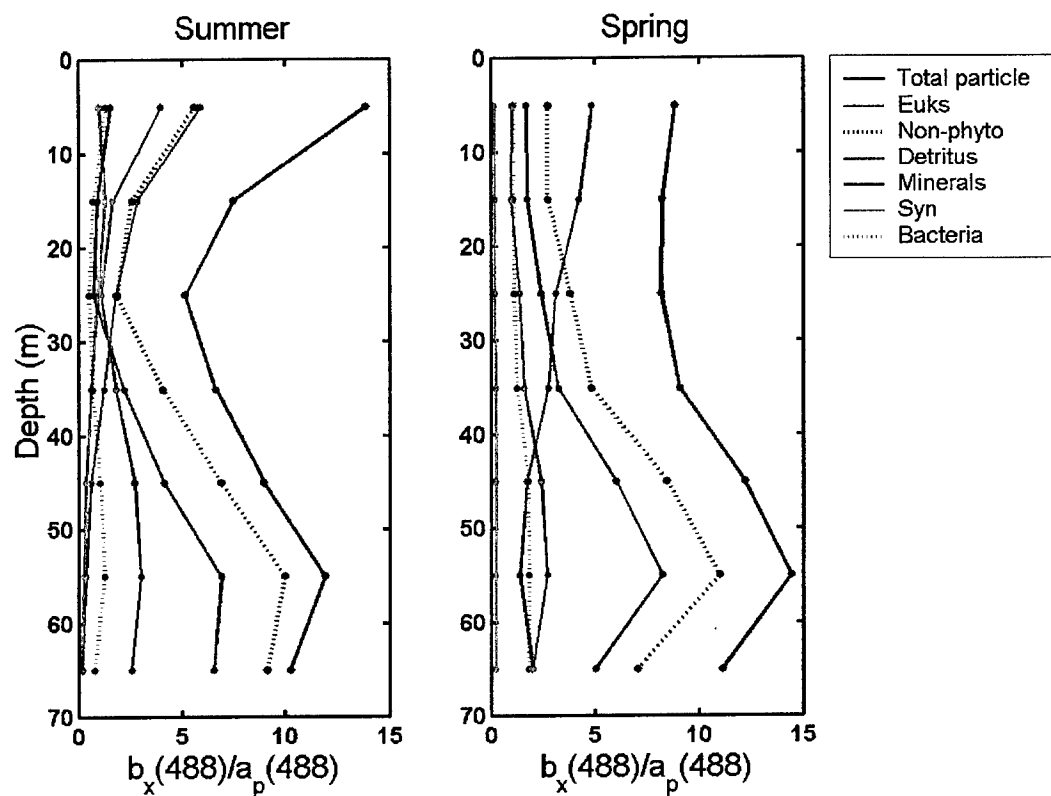 Summer
Spring
0
10
20
30
40
50
60
70
Depth (m)
0
5
10
15
b_x(488)/a_p(488)
0
10
20
30
40
50
60
70
0
5
10
15
b_x(488)/a_p(488)
Total particle
Euks
Non-phyto
Detritus
Minerals
Syn
Bacteria